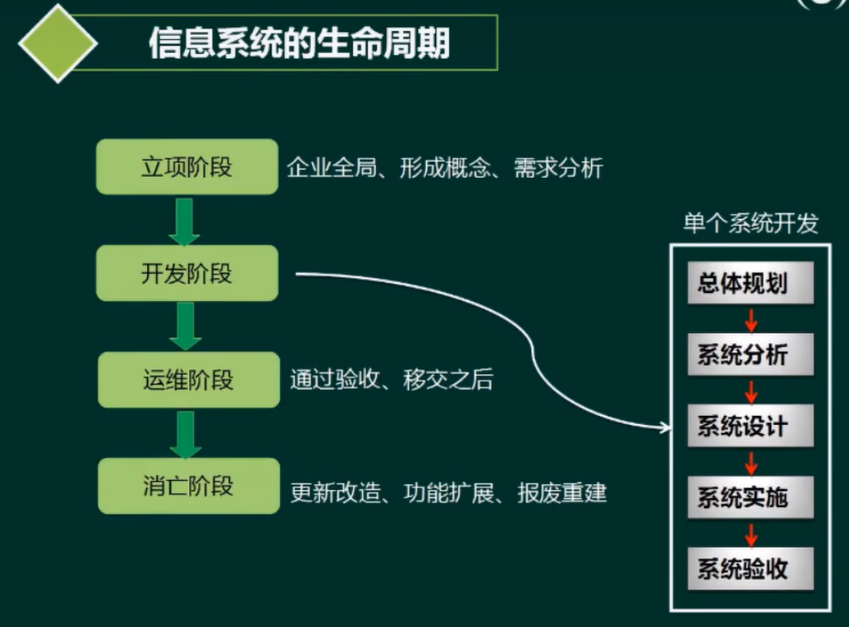 信息系统的生命周期
立项阶段
企业全局、形成概念、需求分析
开发阶段
运维阶段
通过验收、移交之后
消亡阶段
更新改造、功能扩展、报废重建
单个系统开发
总体规划
系统分析
系统设计
系统实施
系统验收